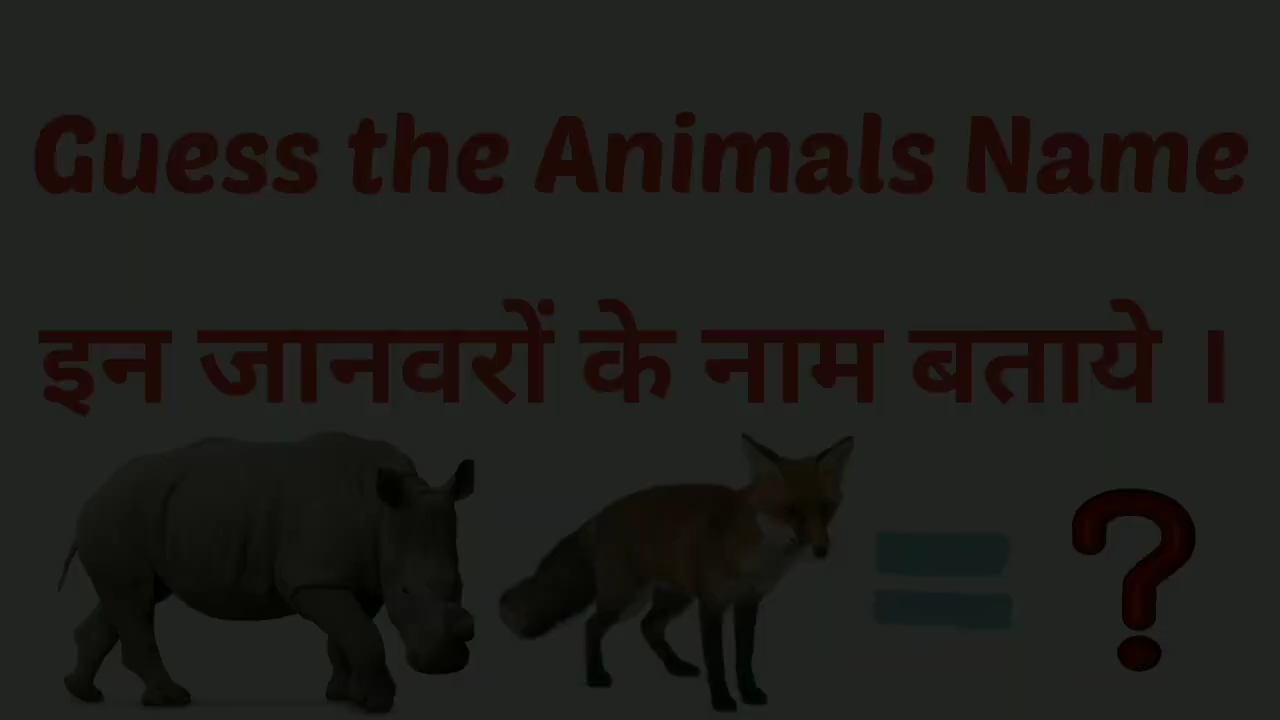 Guess the Animals Name
इन जानवरों के नाम बताये ।
?